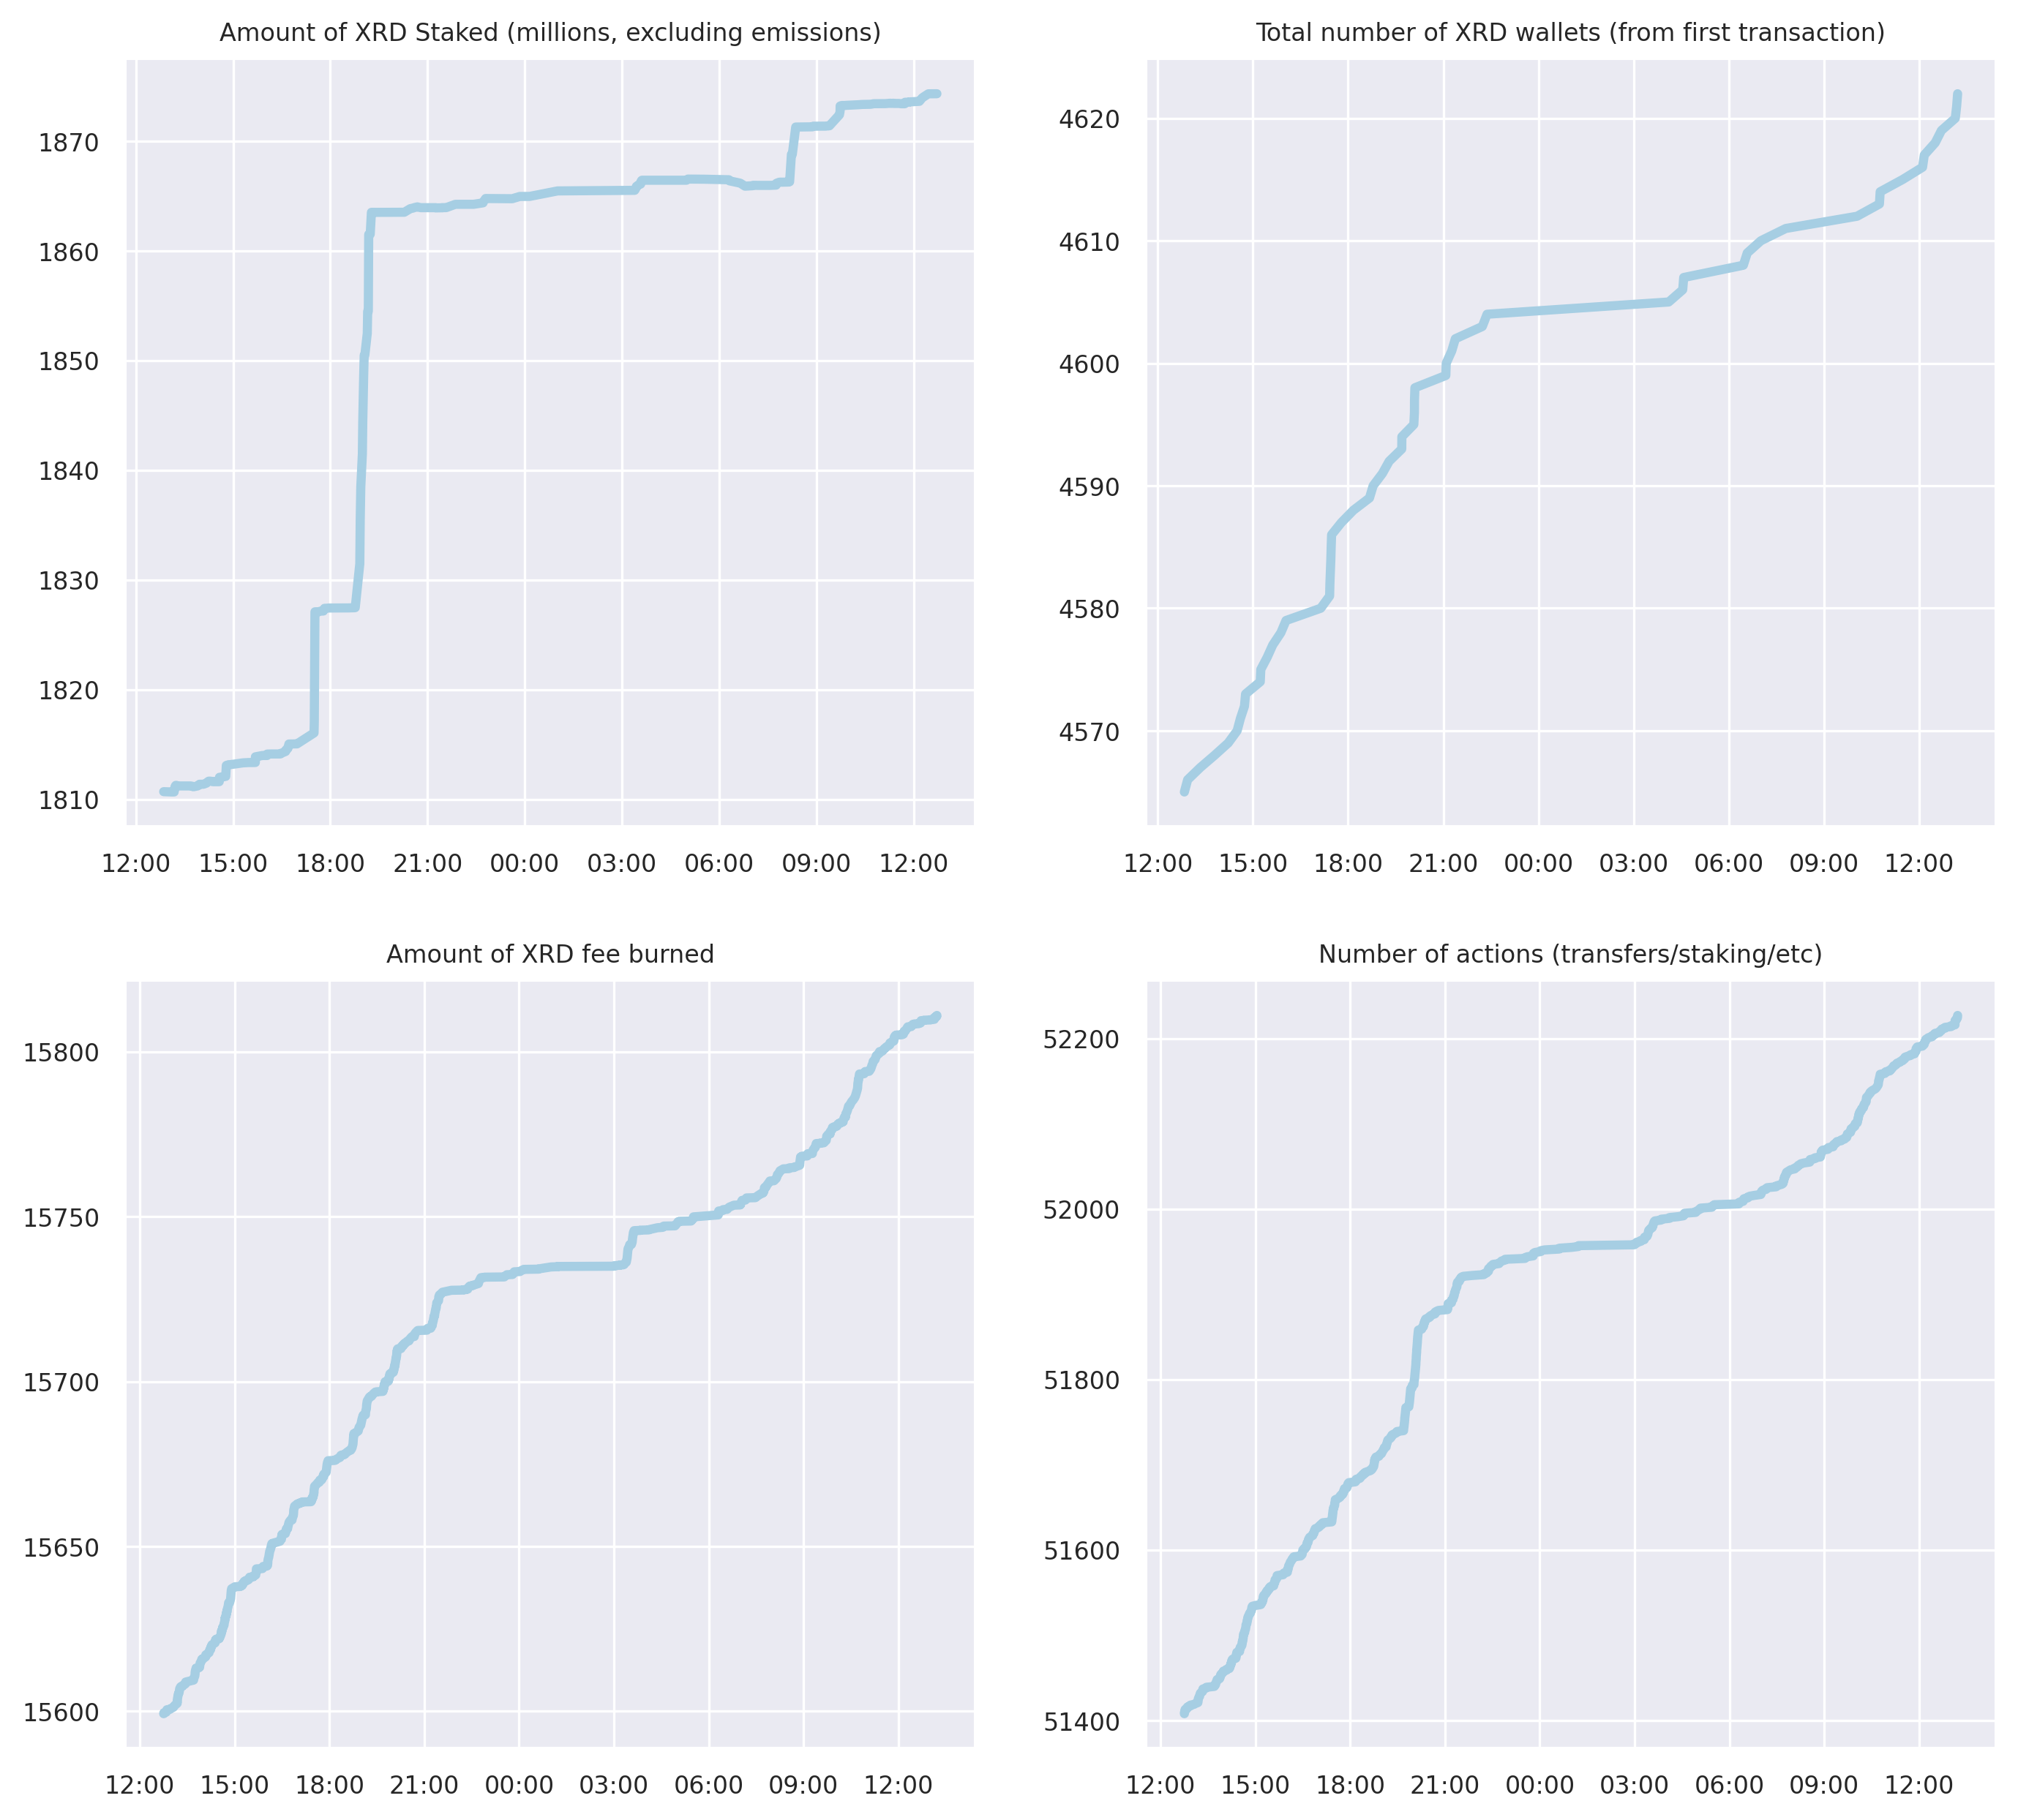 Amount of XRD Staked (millions, excluding emissions)
1870
1860
1850
1840
1830
1820
1810
12:00 15:00 18:00 21:00 00:00 03:00 06:00 09:00 12:00
Total number of XRD wallets (from first transaction)
4620
4610
4600
4590
4580
4570
12:00 15:00 18:00 21:00 00:00 03:00 06:00 09:00 12:00
Amount of XRD fee burned
15800
15750
15700
15650
15600
12:00 15:00 18:00 21:00 00:00 03:00 06:00 09:00 12:00
Number of actions (transfers/staking/etc)
52200
52000
51800
51600
51400
12:00 15:00 18:00 21:00 00:00 03:00 06:00 09:00 12:00